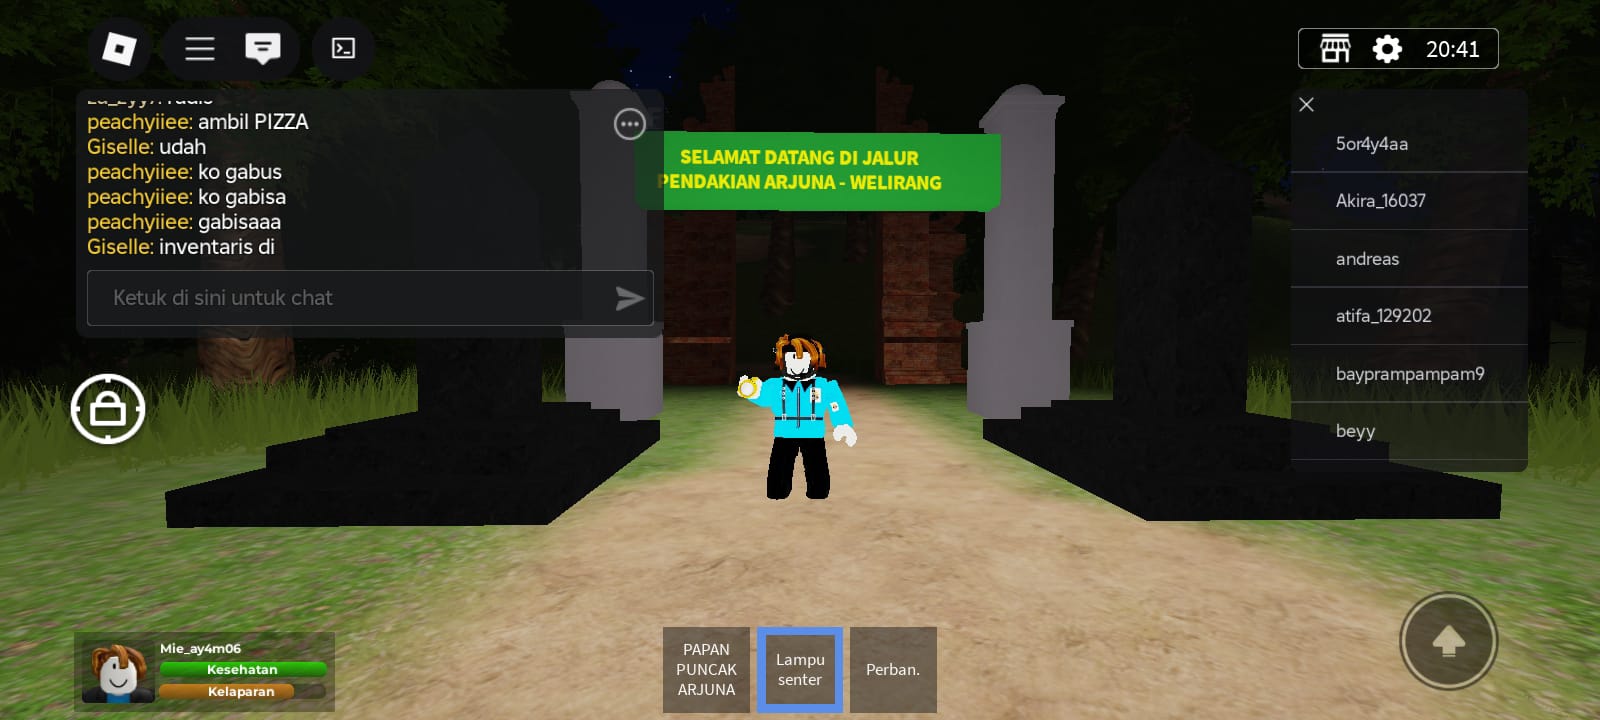 20:41
peachyiiee: ambil PIZZA
Giselle: udah
peachyiiee: ko gabus
peachyiiee: ko gabisa
peachyiiee: gabisaaa
Giselle: inventaris di
Ketuk di sini untuk chat
SELAMAT DATANG DI JALUR
PENDAKIAN ARJUNA - WELIRANG
5or4y4aa
Akira_16037
andreas
atifa_129202
bayprampampam9
beyy
Mie_ay4m06
Kesehatan
Kelaparan
PAPAN
PUNCAK
ARJUNA
Lampu
senter
Perban.